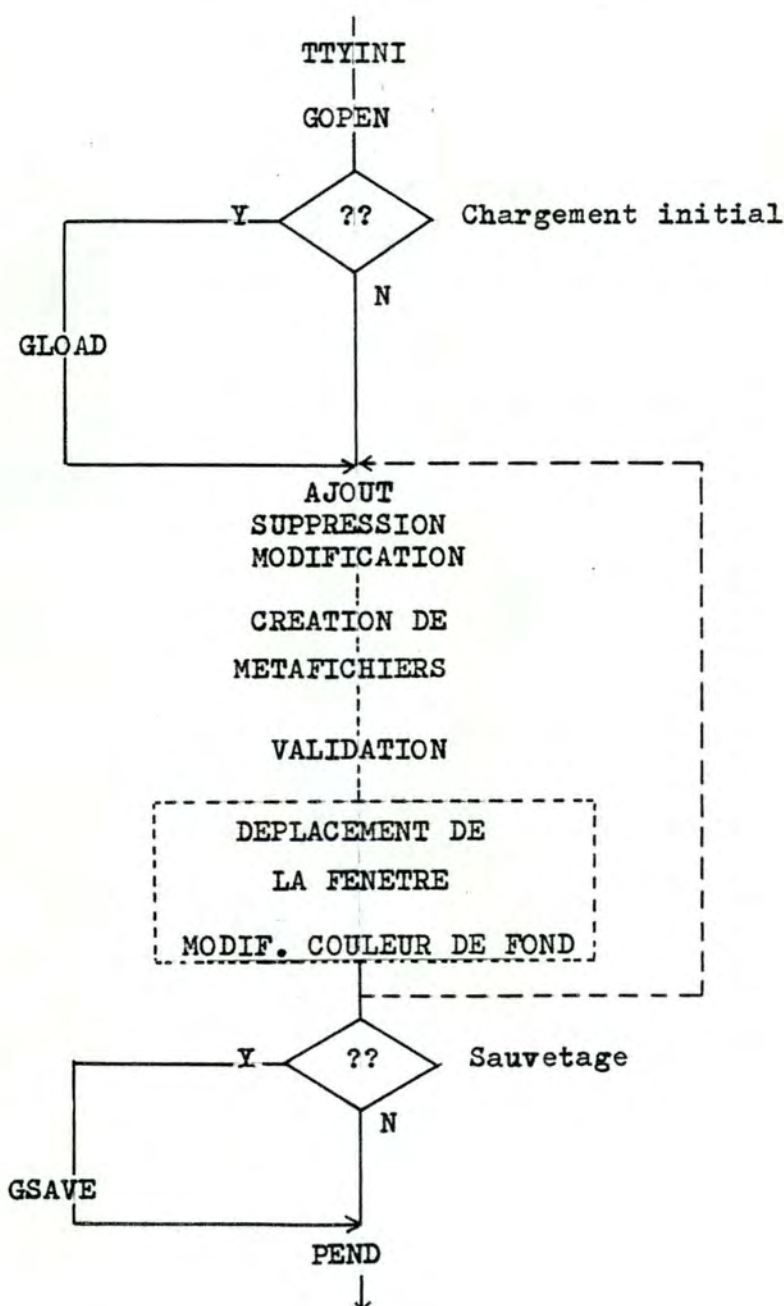 TTYINI
GOPEN
Y
??
Chargement initial
N
GLOAD
AJOUT
SUPPRESSION
MODIFICATION
CREATION DE
METAFICHIERS
VALIDATION
DEPLACEMENT DE
LA FENETRE
MODIF. COULEUR DE FOND
Y
??
Sauvetage
N
GSAVE
PEND